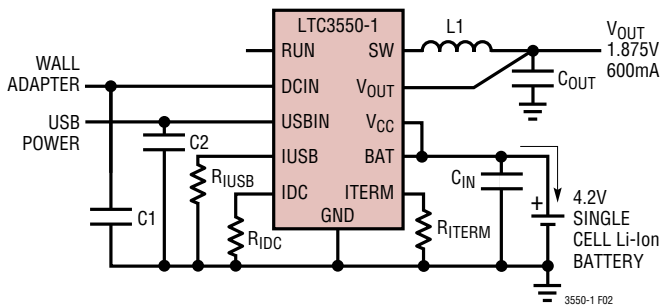 LTC3550-1
RUN
DCIN
USBIN
IUSB
IDC
GND
SW
VOUT
VCC
BAT
ITERM
WALL
ADAPTER
USB
POWER
C1
C2
RIUSB
RIDC
RITERM
L1
COUT
CIN
VOUT
1.875V
600mA
+
4.2V
SINGLE
CELL Li-Ion
BATTERY
3550-1 F02